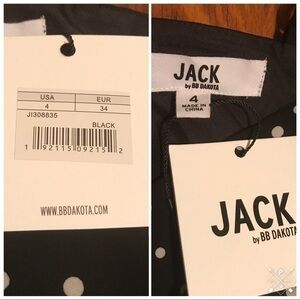 USA EUR
4 34
JI308835
BLACK
1 92115 09215 2
WWW.BBDAKOTA.COM
JACK
by BB DAKOTA
4
MADE IN
CHINA
JACK
by BB DAKOTA